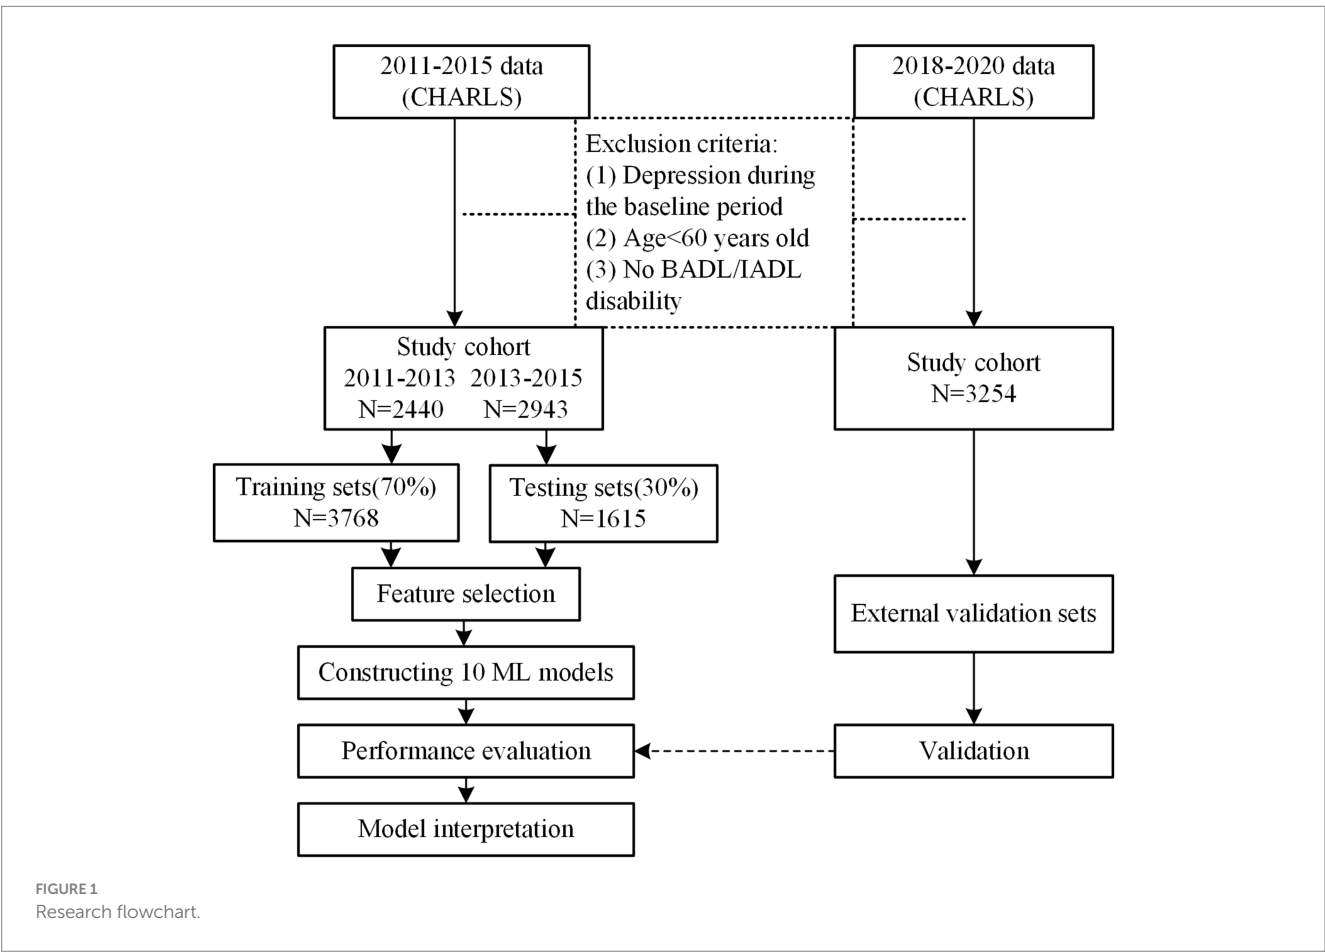 2011-2015 data
(CHARLS)
2018-2020 data
(CHARLS)
Exclusion criteria:
(1) Depression during
the baseline period
(2) Age<60 years old
(3) No BADL/IADL
disability
Study cohort
2011-2013 2013-2015
N=2440 N=2943
Study cohort
N=3254
Training sets(70%)
N=3768
Testing sets(30%)
N=1615
Feature selection
External validation sets
Constructing 10 ML models
Performance evaluation
Validation
Model interpretation
FIGURE 1
Research flowchart.